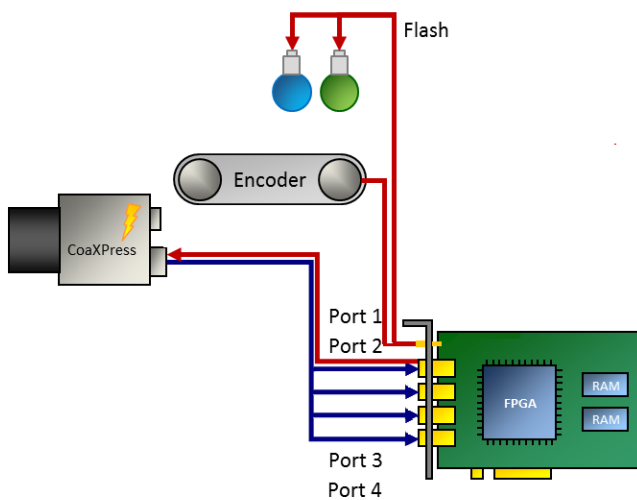 Flash
Encoder
CoaXPress
Port 1
Port 2
FPGA
RAM
RAM
Port 3
Port 4